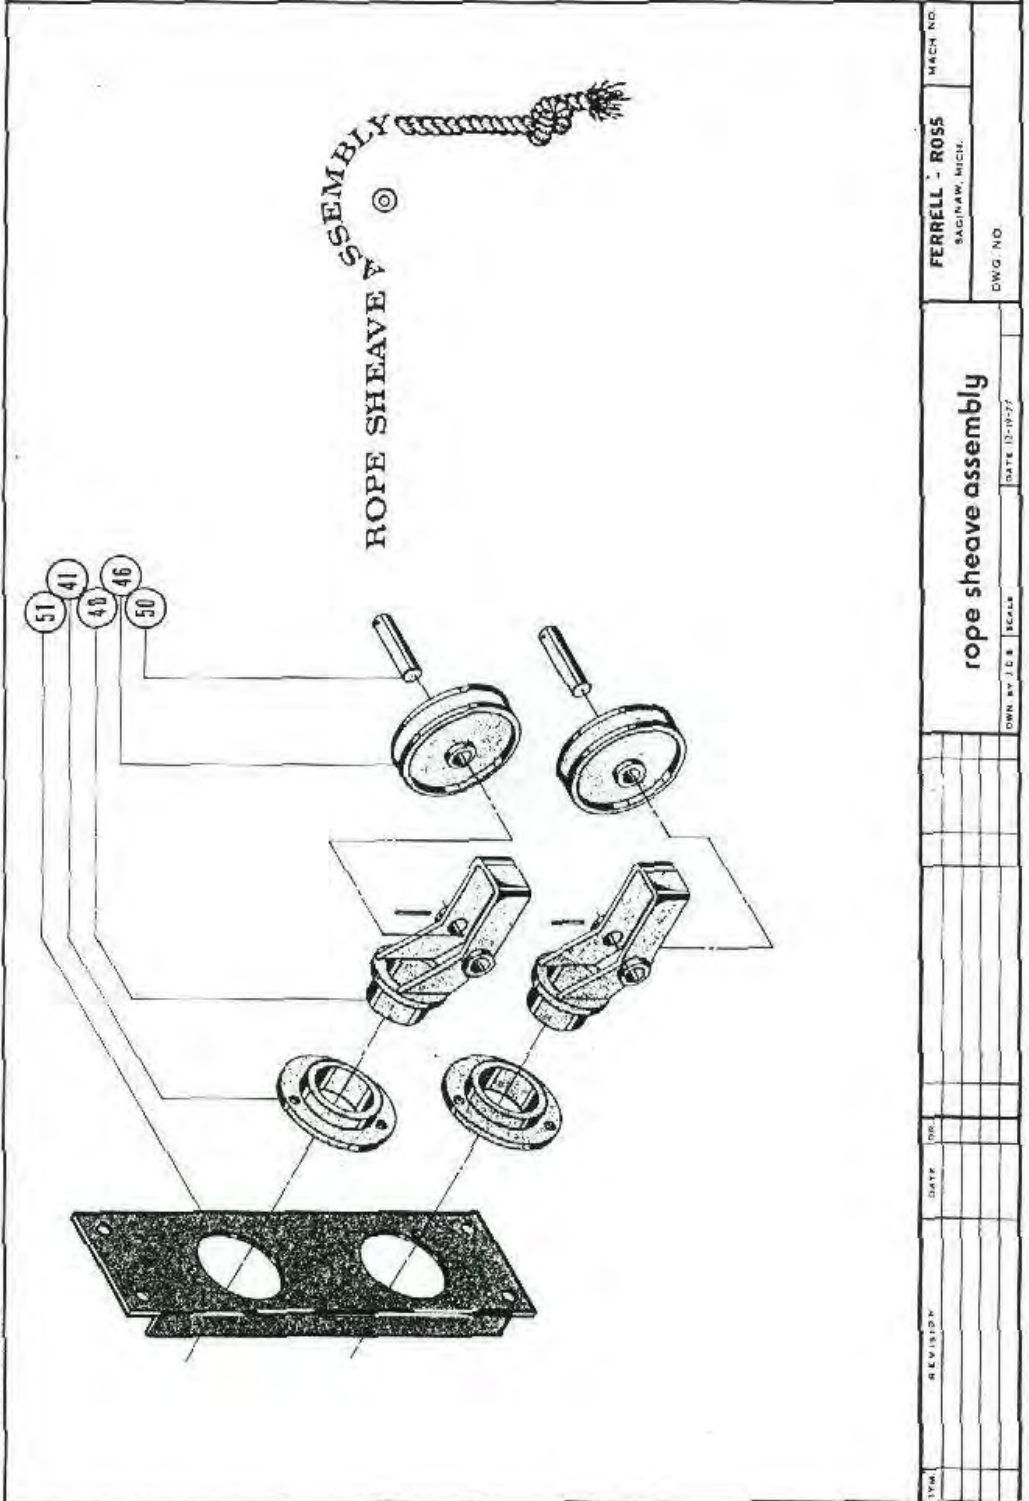 ROPE SHEAVE ASSEMBLY
51
41
48
46
50
SYM.
REVISION
DATE
DR.
rope sheave assembly
DWN. BY J.D.B.
SCALE
DATE 12-19-77
FERRELL - ROSS
SAGINAW, MICH.
MACH. NO.
DWG. NO.